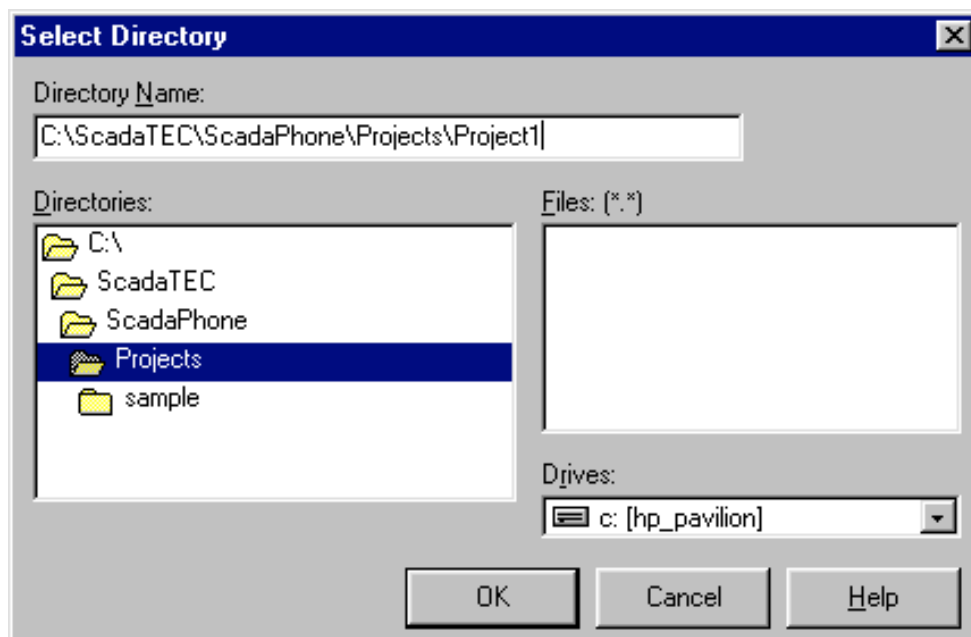 Select Directory
Directory Name:
C:\ScadaTEC\ScadaPhone\Projects\Project1
Directories:
C:\
ScadaTEC
ScadaPhone
Projects
sample
Files: (*.*)
Drives:
c: [hp_pavilion]
OK Cancel Help